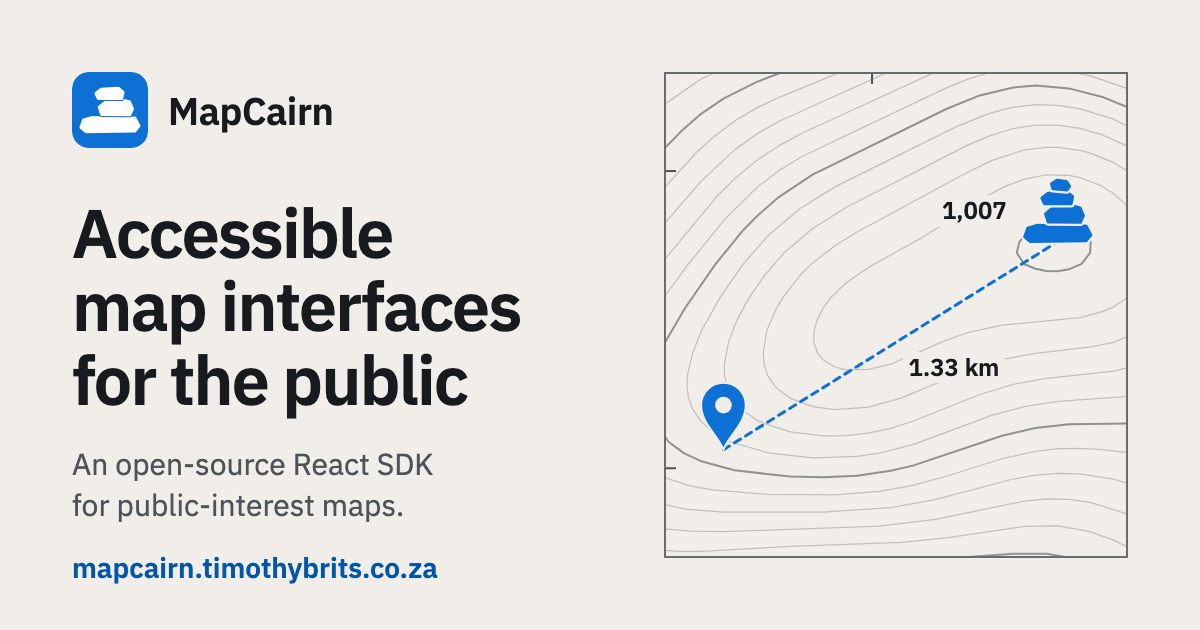 MapCairn
Accessible
map interfaces
for the public
An open-source React SDK
for public-interest maps.
mapcairn.timothybrits.co.za
1,007
1.33 km